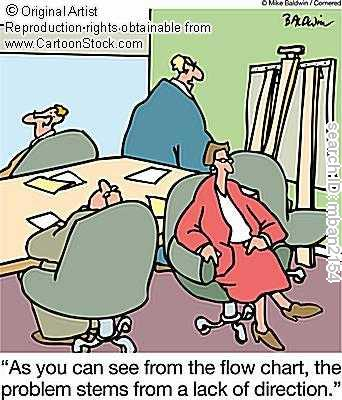 © Mike Baldwin / Cornered
© Original Artist
Reproduction rights obtainable from
www.CartoonStock.com
BALDWIN
search ID: mban2454
"As you can see from the flow chart, the
problem stems from a lack of direction."